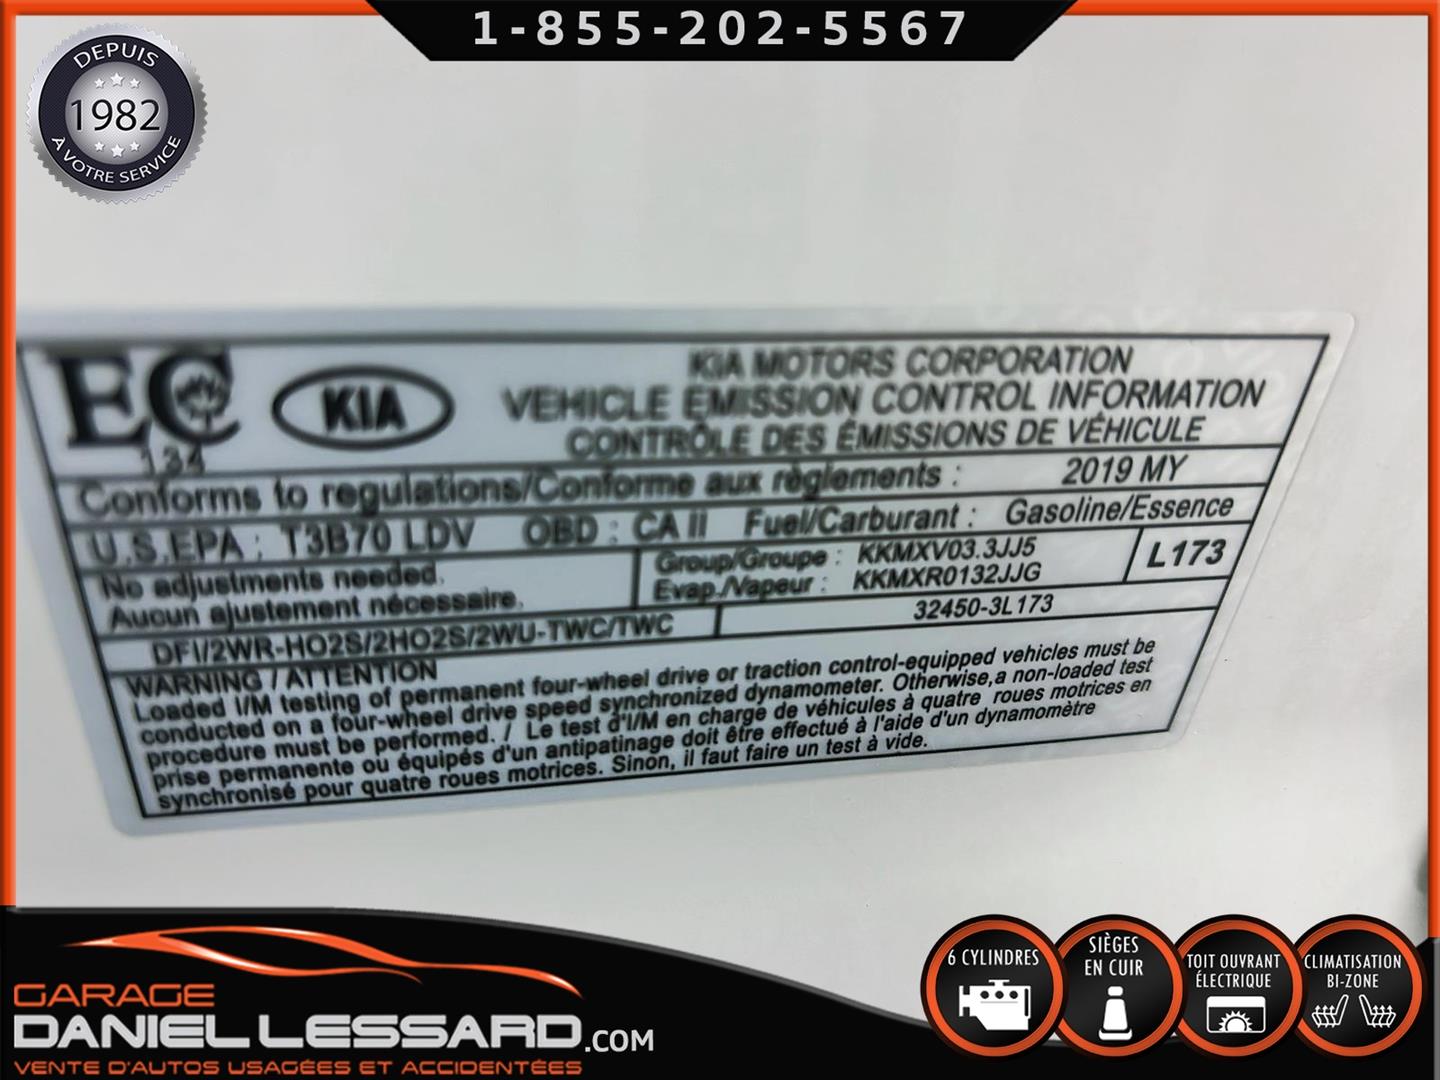 1-855-202-5567
DEPUIS
1982
À VOTRE SERVICE
EC
134
KIA
KIA MOTORS CORPORATION
VEHICLE EMISSION CONTROL INFORMATION
CONTRÔLE DES ÉMISSIONS DE VÉHICULE
Conforms to regulations/Conforme aux règlements : 2019 MY
U.S.EPA : T3B70 LDV OBD : CA II Fuel/Carburant : Gasoline/Essence
No adjustments needed.
Aucun ajustement nécessaire.
Group/Groupe : KKMXV03.3JJ5
Evap./Vapeur : KKMXR0132JJG
L173
DFI/2WR-HO2S/2HO2S/2WU-TWC/TWC
32450-3L173
WARNING / ATTENTION
Loaded I/M testing of permanent four-wheel drive or traction control-equipped vehicles must be
conducted on a four-wheel drive speed synchronized dynamometer. Otherwise,a non-loaded test
procedure must be performed. / Le test d'I/M en charge de véhicules à quatre roues motrices en
prise permanente ou équipés d'un antipatinage doit être effectué à l'aide d'un dynamomètre
synchronisé pour quatre roues motrices. Sinon, il faut faire un test à vide.
GARAGE
DANIEL LESSARD.COM
VENTE D'AUTOS USAGÉES ET ACCIDENTÉES
6 CYLINDRES
SIÈGES
EN CUIR
TOIT OUVRANT
ÉLECTRIQUE
CLIMATISATION
BI-ZONE